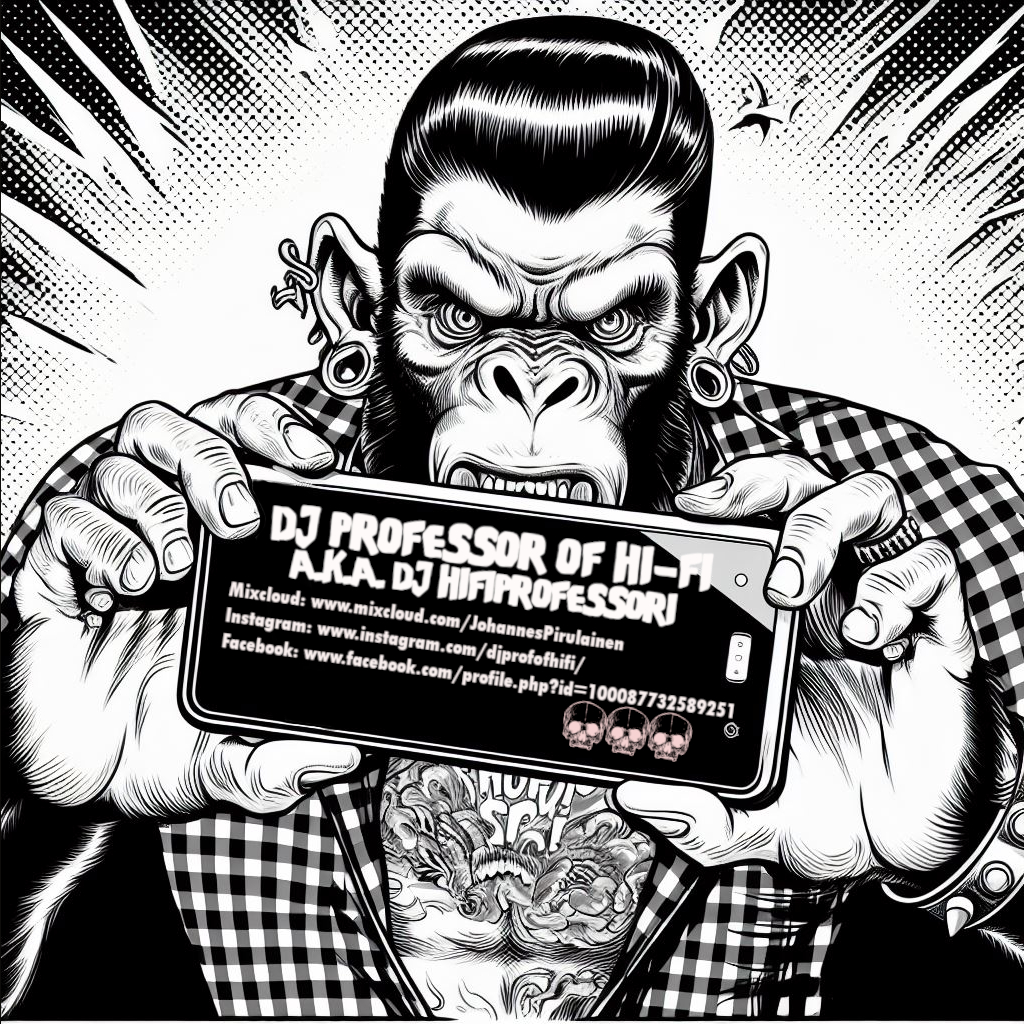 DJ PROFESSOR OF HI-FI
A.K.A. DJ HIFIPROFESSORI
Mixcloud: www.mixcloud.com/JohannesPirulainen
Instagram: www.instagram.com/djprofofhifi/
Facebook: www.facebook.com/profile.php?id=100087732589251